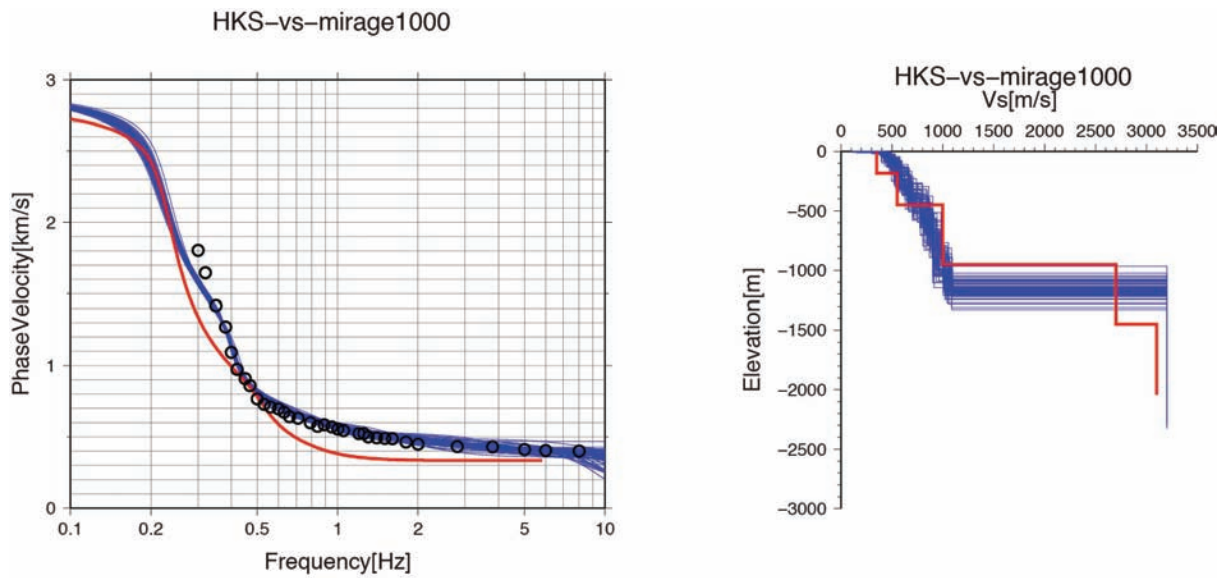 HKS-vs-mirage1000
3
2
1
0
PhaseVelocity[km/s]
0.1 0.2 0.5 1 2 5 10
Frequency[Hz]
HKS-vs-mirage1000
Vs[m/s]
0 500 1000 1500 2000 2500 3000 3500
0
-500
-1000
-1500
-2000
-2500
-3000
Elevation[m]